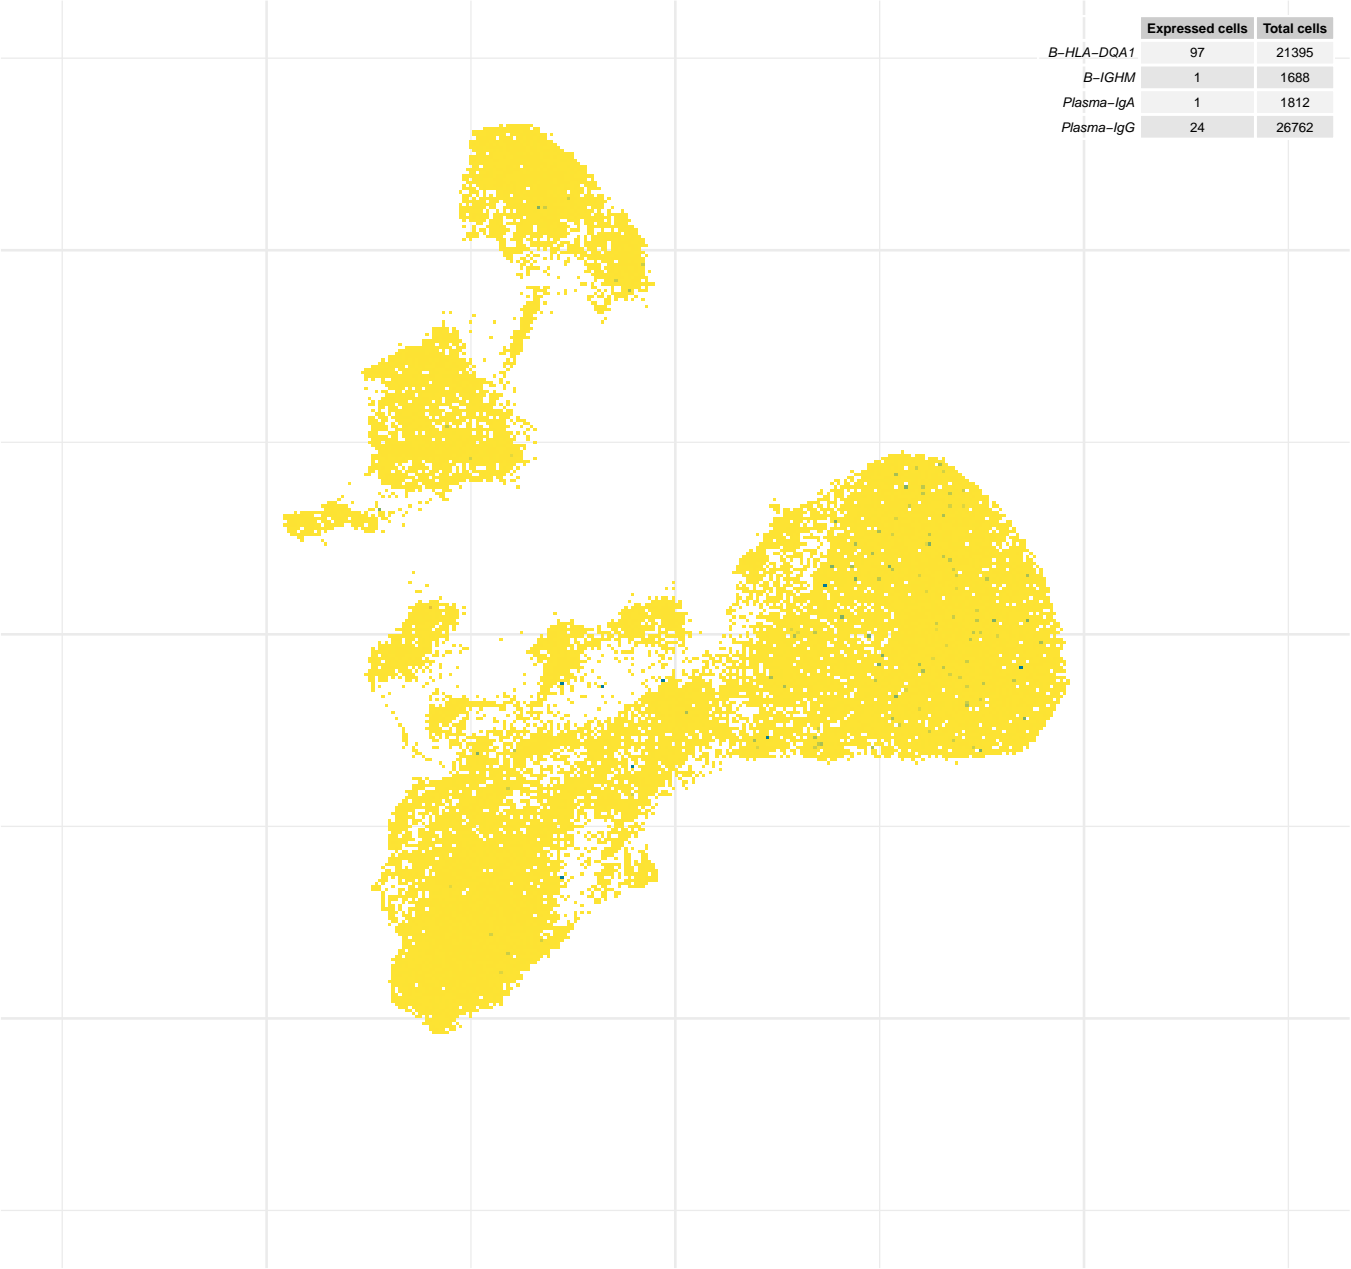 Expressed cells Total cells
B−HLA−DQA1 97 21395
B−IGHM 1 1688
Plasma−IgA 1 1812
Plasma−IgG 24 26762